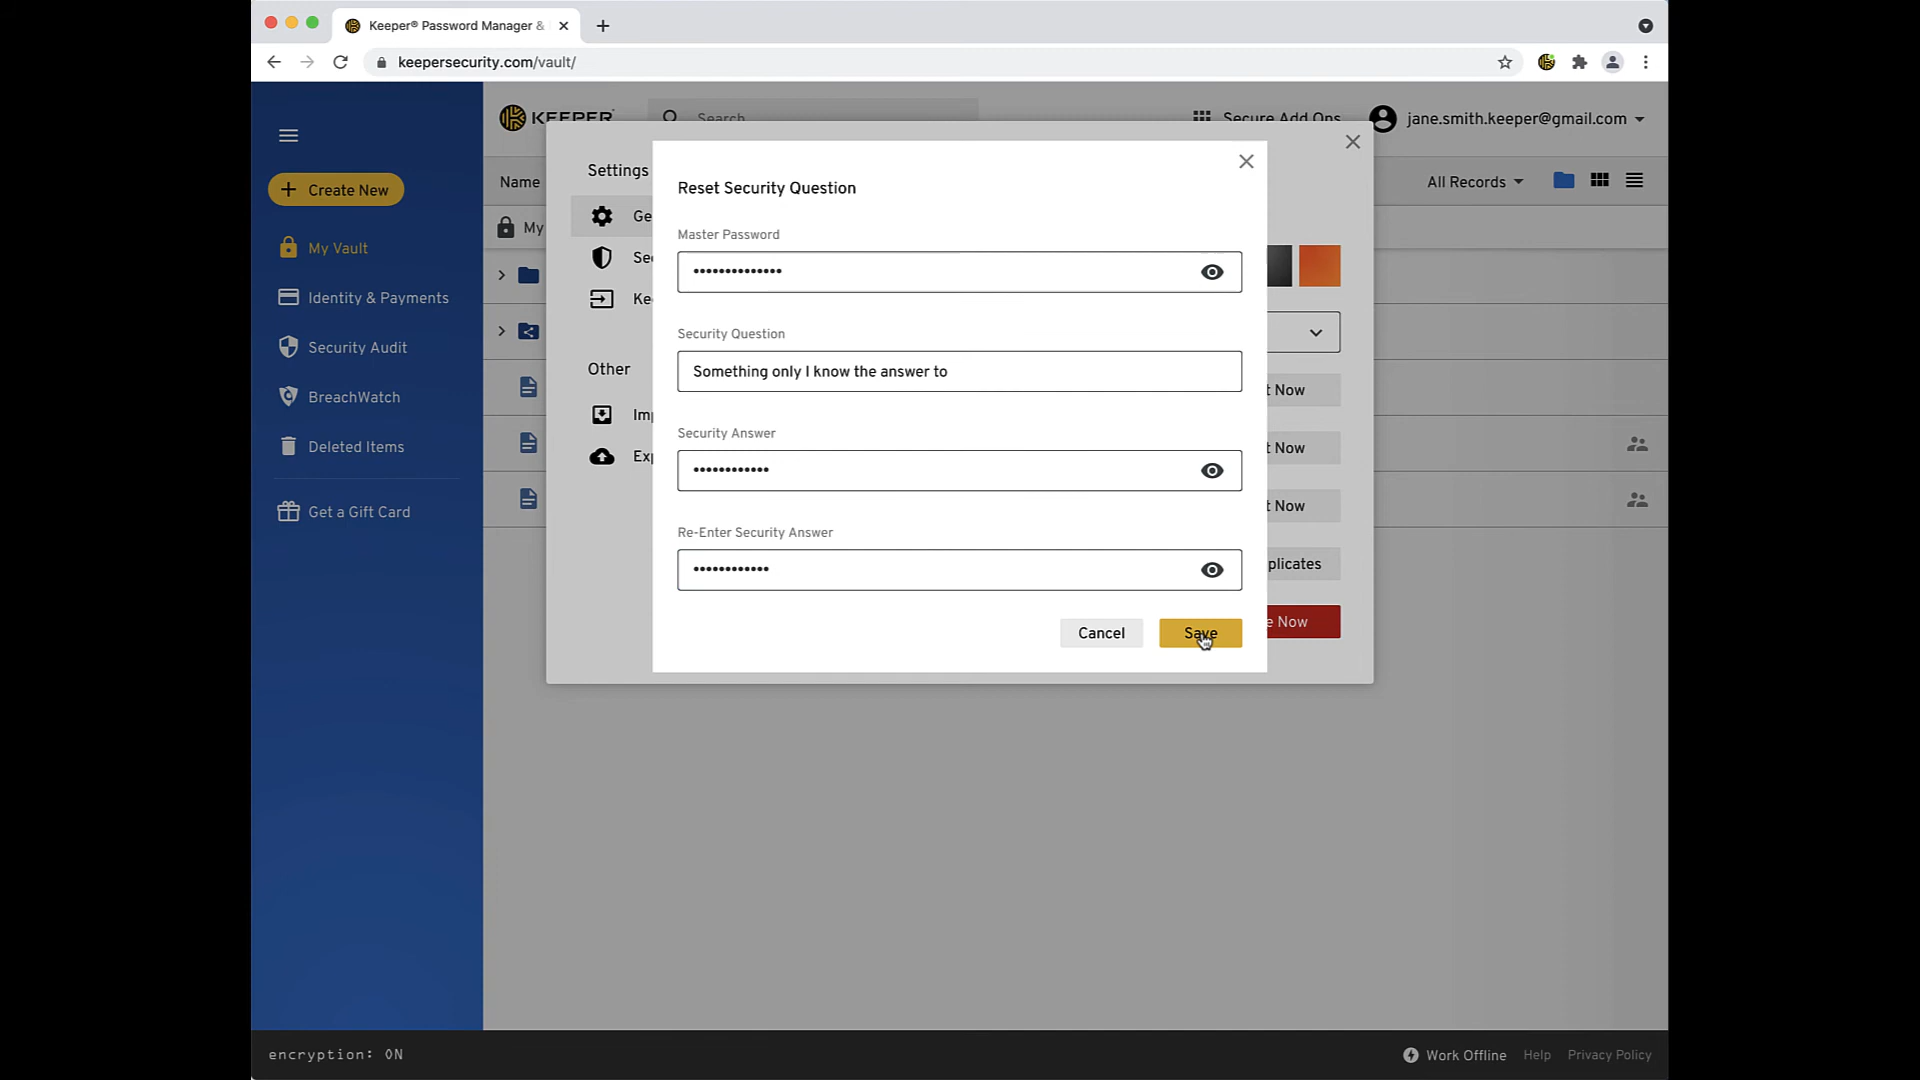 Keeper® Password Manager &
keepersecurity.com/vault/
KEEPER
Search
Secure Add Ons
jane.smith.keeper@gmail.com
Create New
My Vault
Identity & Payments
Security Audit
BreachWatch
Deleted Items
Get a Gift Card
Name
All Records
My
Settings
Ge
Se
Ke
Other
Imp
Exp
Reset Security Question
Master Password
••••••••••••••
Security Question
Something only I know the answer to
Security Answer
••••••••••••
Re-Enter Security Answer
••••••••••••
Cancel
Save
t Now
t Now
t Now
plicates
e Now
encryption: ON
Work Offline
Help
Privacy Policy